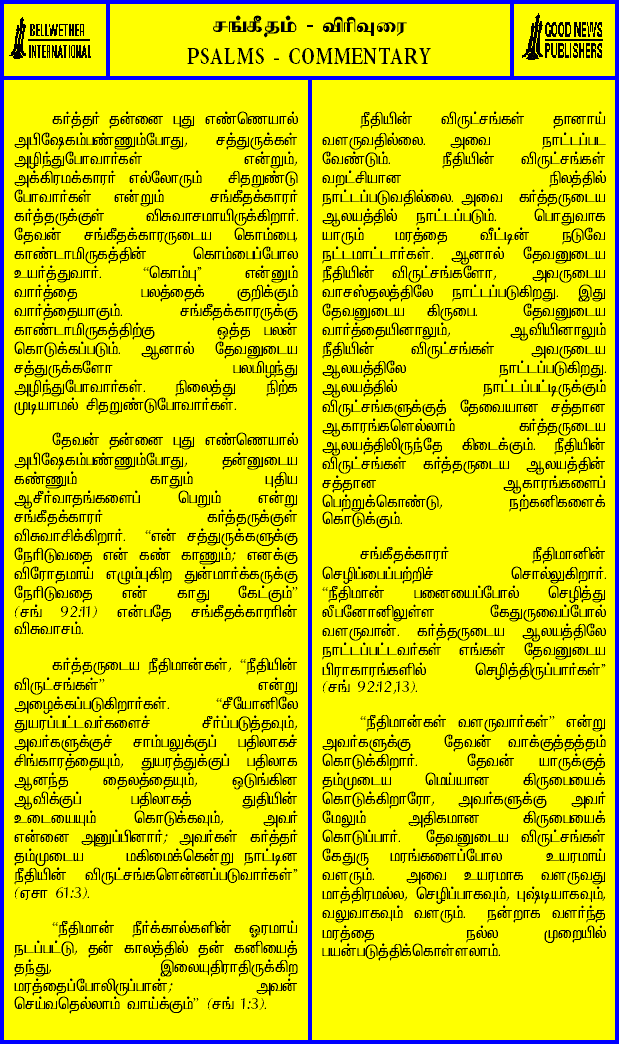 BELLWETHER
INTERNATIONAL
சங்கீதம் - விரிவுரை
PSALMS - COMMENTARY
GOOD NEWS
PUBLISHERS
கர்த்தர் தன்னை புது எண்ணெயால்
அபிஷேகம்பண்ணும்போது, சத்துருக்கள்
அழிந்துபோவார்கள் என்றும்,
அக்கிரமக்காரர் எல்லோரும் சிதறுண்டு
போவார்கள் என்றும் சங்கீதக்காரர்
கர்த்தருக்குள் விசுவாசமாயிருக்கிறார்.
தேவன் சங்கீதக்காரருடைய கொம்பை,
காண்டாமிருகத்தின் கொம்பைப்போல
உயர்த்துவார். “கொம்பு” என்னும்
வார்த்தை பலத்தைக் குறிக்கும்
வார்த்தையாகும். சங்கீதக்காரருக்கு
காண்டாமிருகத்திற்கு ஒத்த பலன்
கொடுக்கப்படும். ஆனால் தேவனுடைய
சத்துருக்களோ பலமிழந்து
அழிந்துபோவார்கள். நிலைத்து நிற்க
முடியாமல் சிதறுண்டுபோவார்கள்.
தேவன் தன்னை புது எண்ணெயால்
அபிஷேகம்பண்ணும்போது, தன்னுடைய
கண்ணும் காதும் புதிய
ஆசீர்வாதங்களைப் பெறும் என்று
சங்கீதக்காரர் கர்த்தருக்குள்
விசுவாசிக்கிறார். “என் சத்துருக்களுக்கு
நேரிடுவதை என் கண் காணும்; எனக்கு
விரோதமாய் எழும்புகிற துன்மார்க்கருக்கு
நேரிடுவதை என் காது கேட்கும்”
(சங் 92:11) என்பதே சங்கீதக்காரரின்
விசுவாசம்.
கர்த்தருடைய நீதிமான்கள், “நீதியின்
விருட்சங்கள்” என்று
அழைக்கப்படுகிறார்கள். “சீயோனிலே
துயரப்பட்டவர்களைச் சீர்ப்படுத்தவும்,
அவர்களுக்குச் சாம்பலுக்குப் பதிலாகச்
சிங்காரத்தையும், துயரத்துக்குப் பதிலாக
ஆனந்த தைலத்தையும், ஒடுங்கின
ஆவிக்குப் பதிலாகத் துதியின்
உடையையும் கொடுக்கவும், அவர்
என்னை அனுப்பினார்; அவர்கள் கர்த்தர்
தம்முடைய மகிமைக்கென்று நாட்டின
நீதியின் விருட்சங்களென்னப்படுவார்கள்”
(ஏசா 61:3).
“நீதிமான் நீர்க்கால்களின் ஓரமாய்
நடப்பட்டு, தன் காலத்தில் தன் கனியைத்
தந்து, இலையுதிராதிருக்கிற
மரத்தைப்போலிருப்பான்; அவன்
செய்வதெல்லாம் வாய்க்கும்” (சங் 1:3).
நீதியின் விருட்சங்கள் தானாய்
வளருவதில்லை. அவை நாட்டப்பட
வேண்டும். நீதியின் விருட்சங்கள்
வறட்சியான நிலத்தில்
நாட்டப்படுவதில்லை. அவை கர்த்தருடைய
ஆலயத்தில் நாட்டப்படும். பொதுவாக
யாரும் மரத்தை வீட்டின் நடுவே
நட்டமாட்டார்கள். ஆனால் தேவனுடைய
நீதியின் விருட்சங்களோ, அவருடைய
வாசஸ்தலத்திலே நாட்டப்படுகிறது. இது
தேவனுடைய கிருபை. தேவனுடைய
வார்த்தையினாலும், ஆவியினாலும்
நீதியின் விருட்சங்கள் அவருடைய
ஆலயத்திலே நாட்டப்படுகிறது.
ஆலயத்தில் நாட்டப்பட்டிருக்கும்
விருட்சங்களுக்குத் தேவையான சத்தான
ஆகாரங்களெல்லாம் கர்த்தருடைய
ஆலயத்திலிருந்தே கிடைக்கும். நீதியின்
விருட்சங்கள் கர்த்தருடைய ஆலயத்தின்
சத்தான ஆகாரங்களைப்
பெற்றுக்கொண்டு, நற்கனிகளைக்
கொடுக்கும்.
சங்கீதக்காரர் நீதிமானின்
செழிப்பைப்பற்றிச் சொல்லுகிறார்.
“நீதிமான் பனையைப்போல் செழித்து
லீபனோனிலுள்ள கேதுருவைப்போல்
வளருவான். கர்த்தருடைய ஆலயத்திலே
நாட்டப்பட்டவர்கள் எங்கள் தேவனுடைய
பிராகாரங்களில் செழித்திருப்பார்கள்”
(சங் 92:12,13).
“நீதிமான்கள் வளருவார்கள்” என்று
அவர்களுக்கு தேவன் வாக்குத்தத்தம்
கொடுக்கிறார். தேவன் யாருக்குத்
தம்முடைய மெய்யான கிருபையைக்
கொடுக்கிறாரோ, அவர்களுக்கு அவர்
மேலும் அதிகமான கிருபையைக்
கொடுப்பார். தேவனுடைய விருட்சங்கள்
கேதுரு மரங்களைப்போல உயரமாய்
வளரும். அவை உயரமாக வளருவது
மாத்திரமல்ல, செழிப்பாகவும், புஷ்டியாகவும்,
வலுவாகவும் வளரும். நன்றாக வளர்ந்த
மரத்தை நல்ல முறையில்
பயன்படுத்திக்கொள்ளலாம்.